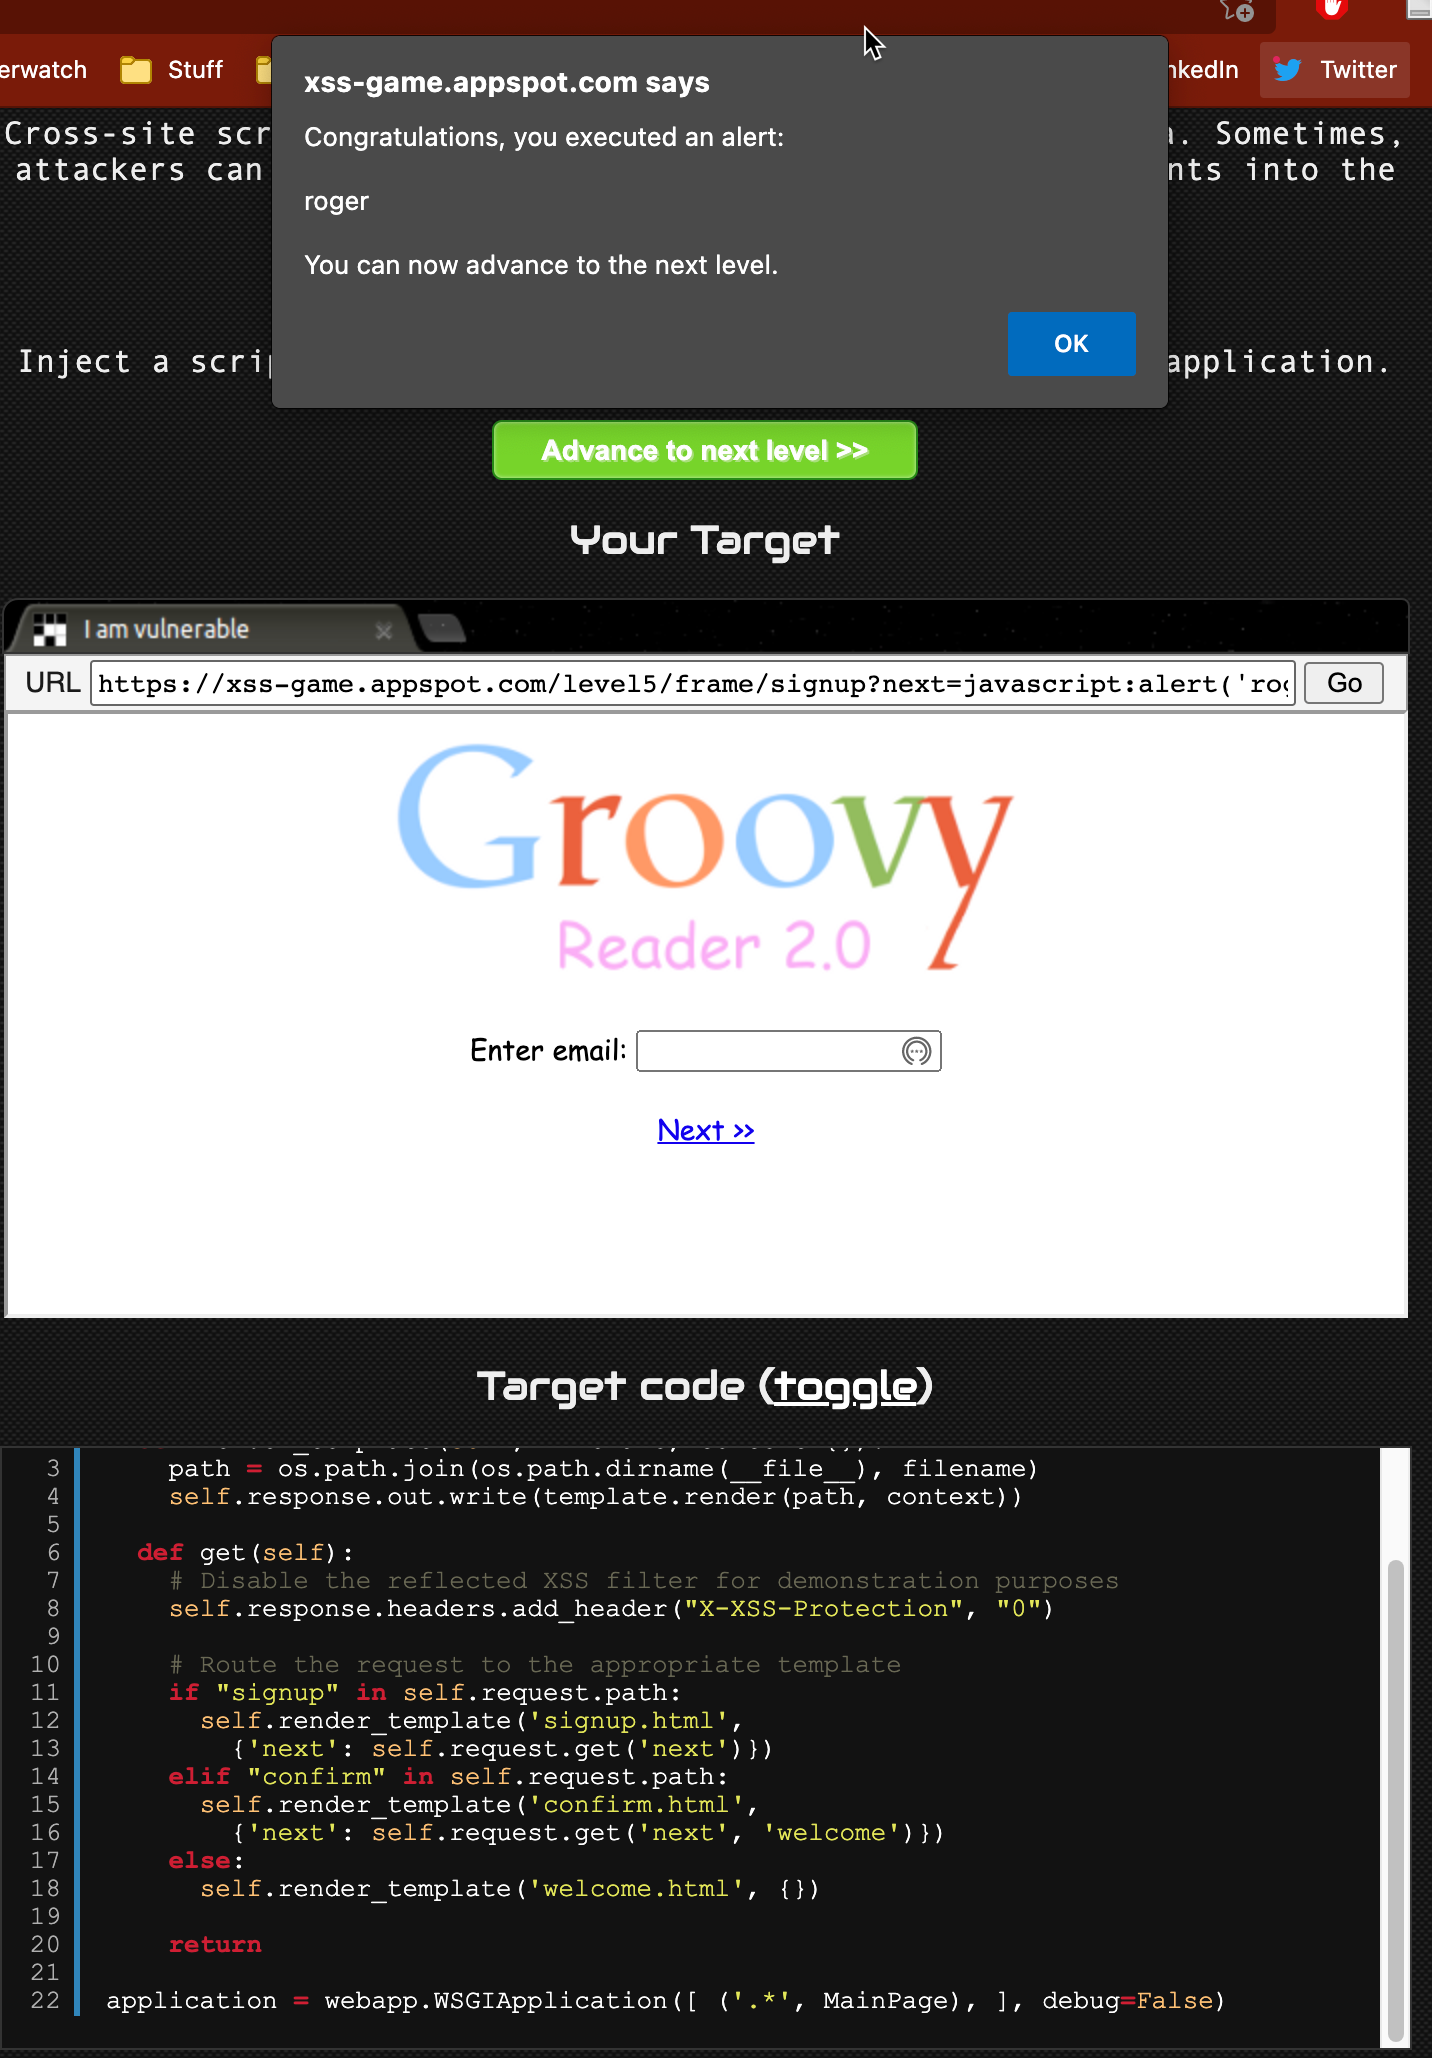 erwatch Stuff nkedIn Twitter
xss-game.appspot.com says
Congratulations, you executed an alert:
roger
You can now advance to the next level.
OK
Cross-site scr a. Sometimes,
attackers can nts into the
Inject a scrip application.
Advance to next level >>
Your Target
I am vulnerable
URL https://xss-game.appspot.com/level5/frame/signup?next=javascript:alert('rog Go
Groovy
Reader 2.0
Enter email:
Next >>
Target code (toggle)
3 path = os.path.join(os.path.dirname(__file__), filename)
4 self.response.out.write(template.render(path, context))
5
6 def get(self):
7 # Disable the reflected XSS filter for demonstration purposes
8 self.response.headers.add_header("X-XSS-Protection", "0")
9
10 # Route the request to the appropriate template
11 if "signup" in self.request.path:
12 self.render_template('signup.html',
13 {'next': self.request.get('next')})
14 elif "confirm" in self.request.path:
15 self.render_template('confirm.html',
16 {'next': self.request.get('next', 'welcome')})
17 else:
18 self.render_template('welcome.html', {})
19
20 return
21
22 application = webapp.WSGIApplication([ ('.*', MainPage), ], debug=False)